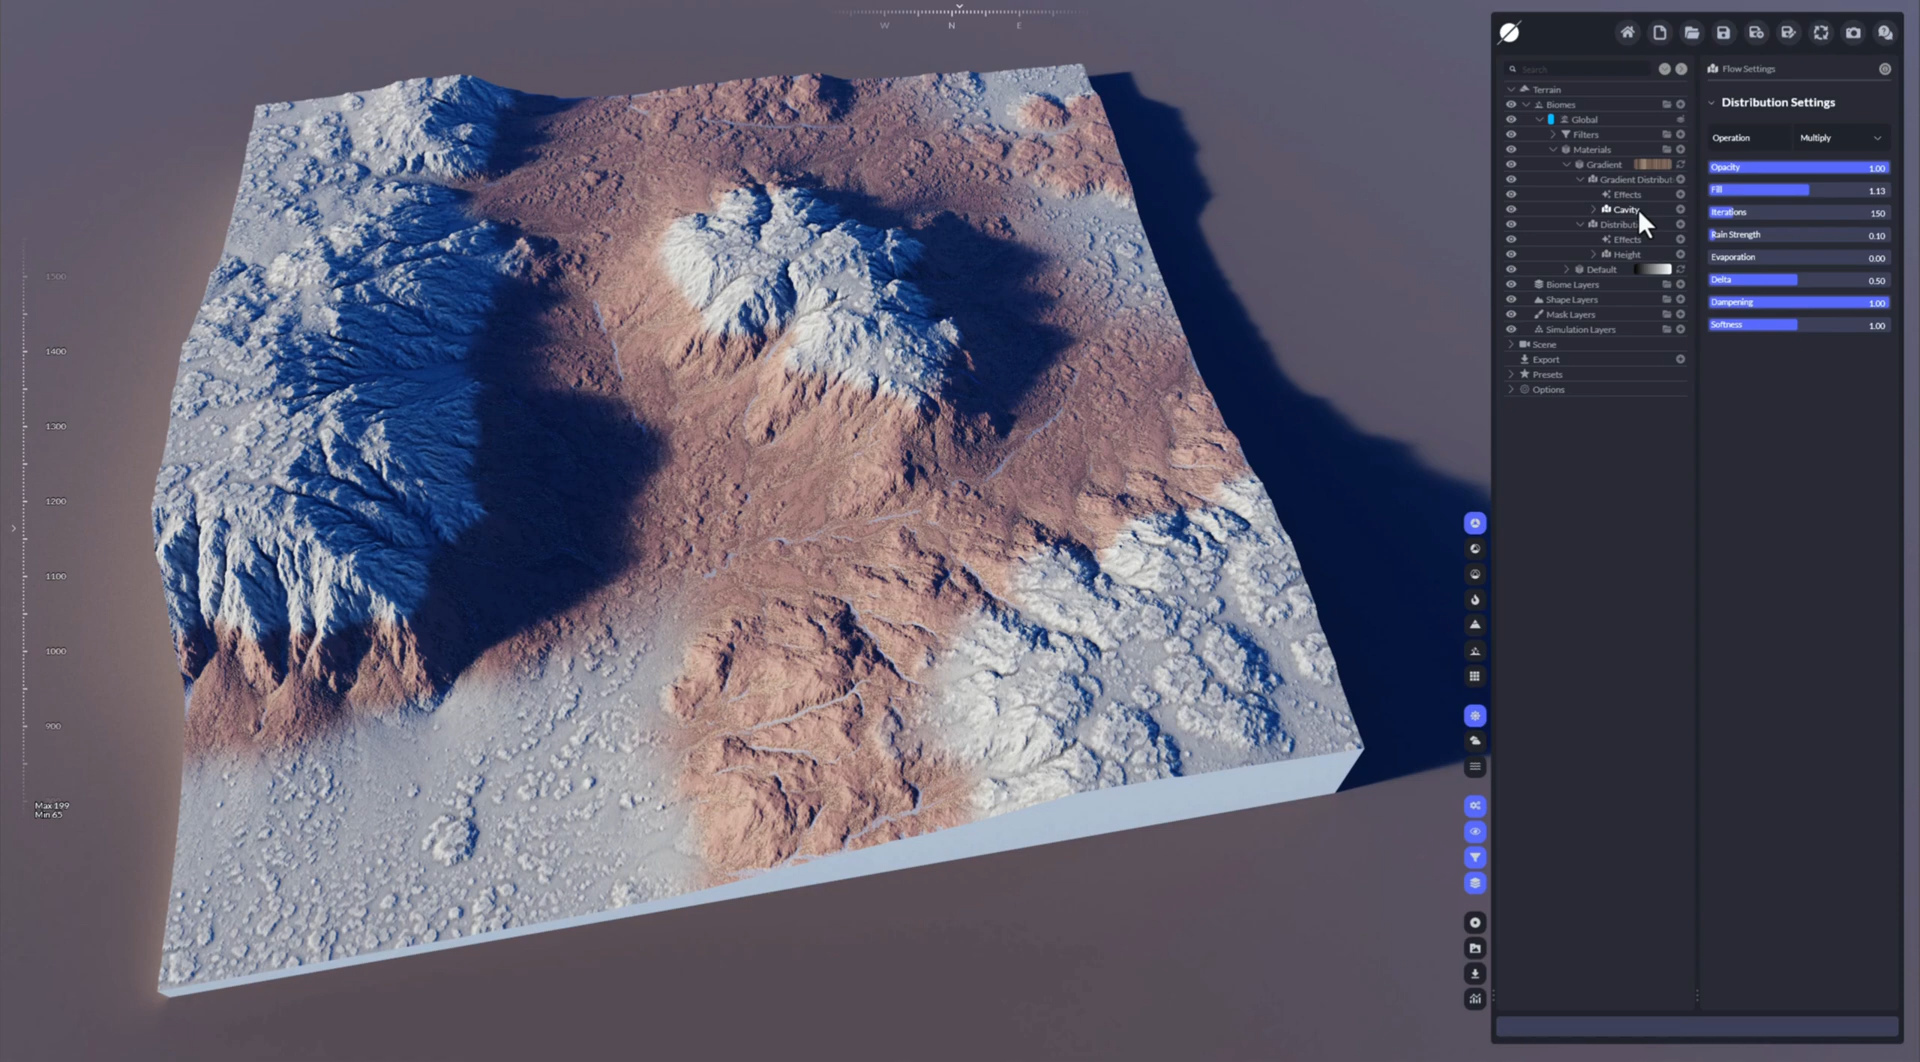 W N E
1500
1400
1300
1200
1100
1000
900
Max 199
Min 65
Search
Terrain
Biomes
Global
Filters
Materials
Gradient
Gradient Distribut
Effects
Cavity
Distributi
Effects
Height
Default
Biome Layers
Shape Layers
Mask Layers
Simulation Layers
Scene
Export
Presets
Options
Flow Settings
Distribution Settings
Operation Multiply
Opacity 1.00
Fill 1.13
Iterations 150
Rain Strength 0.10
Evaporation 0.00
Delta 0.50
Dampening 1.00
Softness 1.00